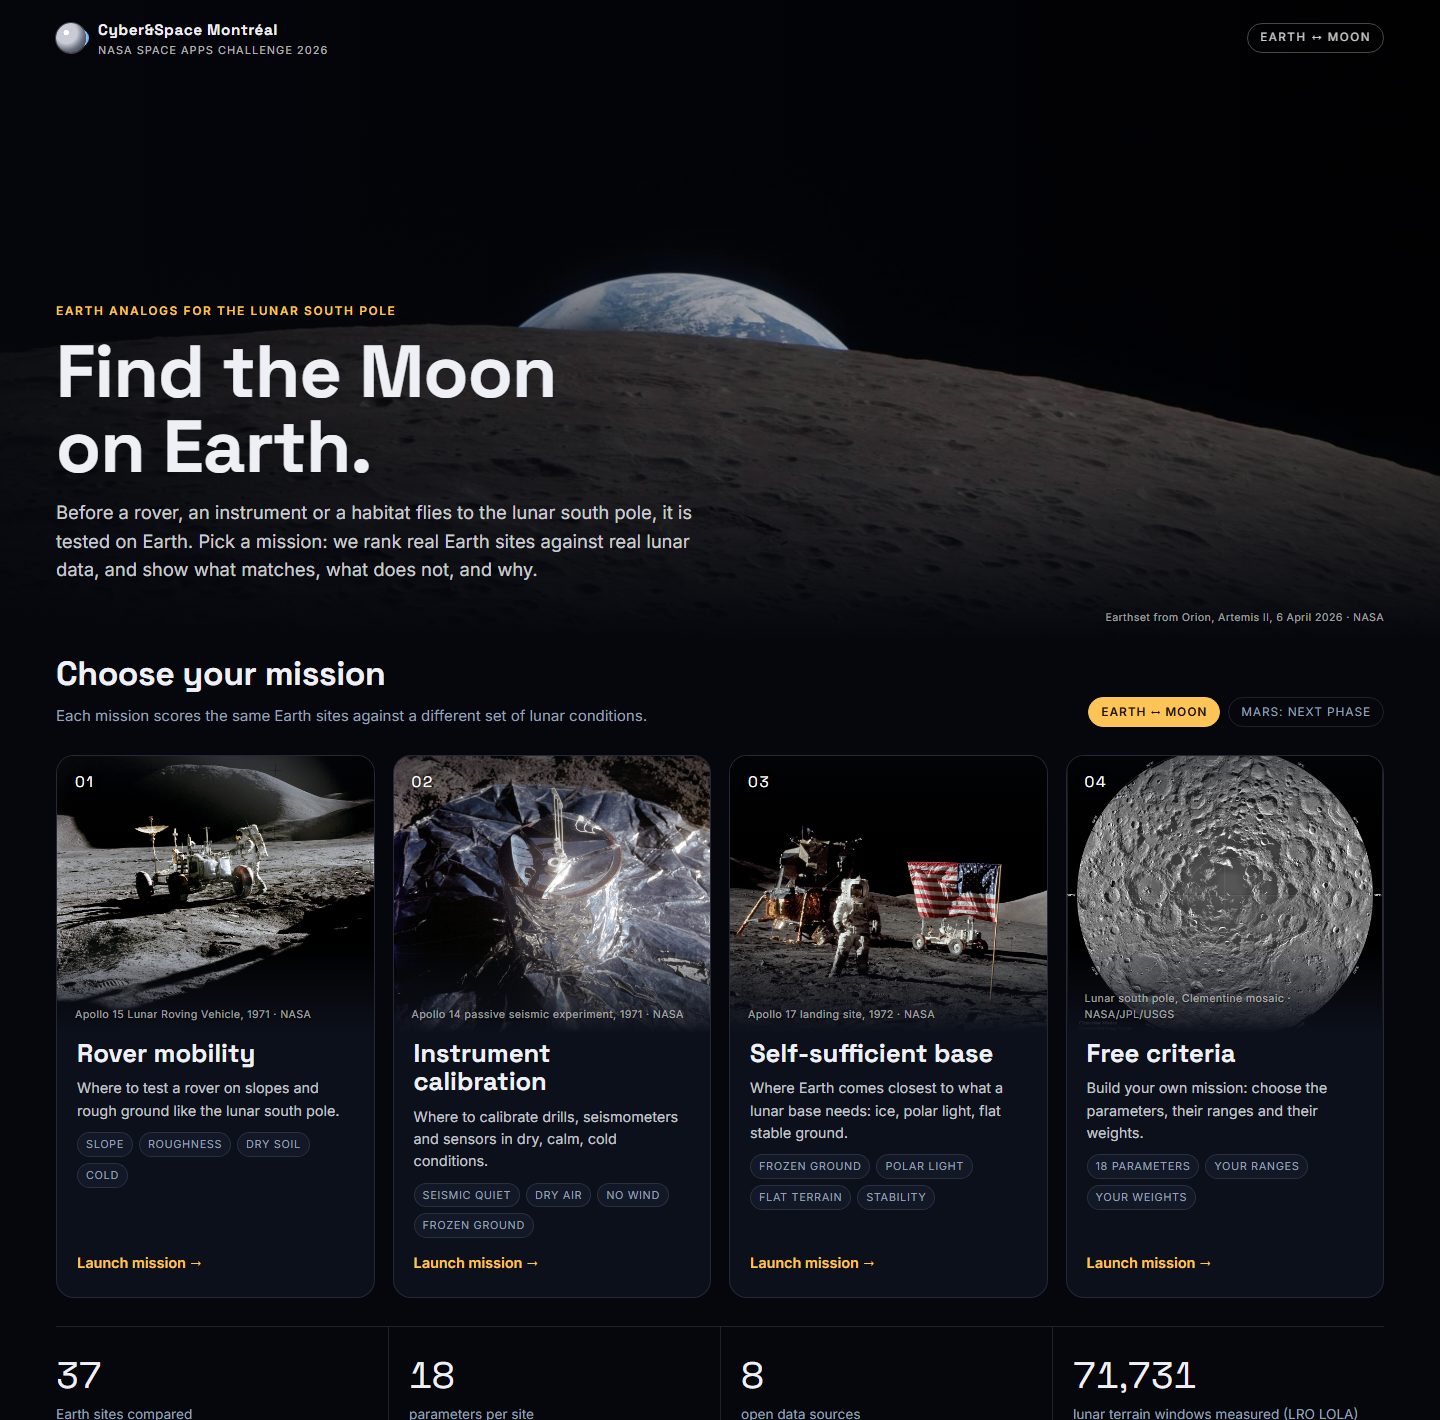 Cyber&Space Montréal
NASA SPACE APPS CHALLENGE 2026
EARTH ↔ MOON
EARTH ANALOGS FOR THE LUNAR SOUTH POLE
Find the Moon
on Earth.
Before a rover, an instrument or a habitat flies to the lunar south pole, it is
tested on Earth. Pick a mission: we rank real Earth sites against real lunar
data, and show what matches, what does not, and why.
Earthset from Orion, Artemis II, 6 April 2026 · NASA
Choose your mission
Each mission scores the same Earth sites against a different set of lunar conditions.
EARTH ↔ MOON
MARS: NEXT PHASE
01
Apollo 15 Lunar Roving Vehicle, 1971 · NASA
Rover mobility
Where to test a rover on slopes and
rough ground like the lunar south pole.
SLOPE
ROUGHNESS
DRY SOIL
COLD
Launch mission →
02
Apollo 14 passive seismic experiment, 1971 · NASA
Instrument
calibration
Where to calibrate drills, seismometers
and sensors in dry, calm, cold
conditions.
SEISMIC QUIET
DRY AIR
NO WIND
FROZEN GROUND
Launch mission →
03
Apollo 17 landing site, 1972 · NASA
Self-sufficient base
Where Earth comes closest to what a
lunar base needs: ice, polar light, flat
stable ground.
FROZEN GROUND
POLAR LIGHT
FLAT TERRAIN
STABILITY
Launch mission →
04
Lunar south pole, Clementine mosaic ·
NASA/JPL/USGS
Free criteria
Build your own mission: choose the
parameters, their ranges and their
weights.
18 PARAMETERS
YOUR RANGES
YOUR WEIGHTS
Launch mission →
37
Earth sites compared
18
parameters per site
8
open data sources
71,731
lunar terrain windows measured (LRO LOLA)